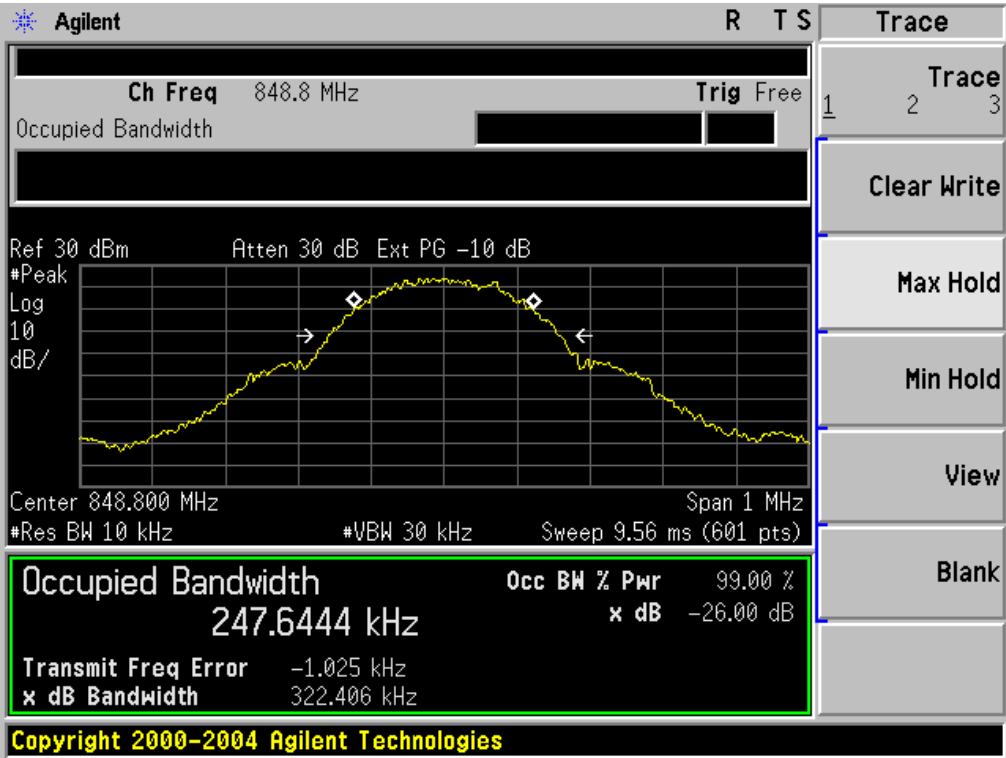 Agilent R T S Trace
Ch Freq 848.8 MHz Trig Free
Occupied Bandwidth
Trace
1 2 3
Clear Write
Max Hold
Min Hold
View
Blank
Ref 30 dBm Atten 30 dB Ext PG −10 dB
#Peak
Log
10
dB/
Center 848.800 MHz Span 1 MHz
#Res BW 10 kHz #VBW 30 kHz Sweep 9.56 ms (601 pts)
Occupied Bandwidth Occ BW % Pwr 99.00 %
247.6444 kHz x dB −26.00 dB
Transmit Freq Error −1.025 kHz
x dB Bandwidth 322.406 kHz
Copyright 2000−2004 Agilent Technologies